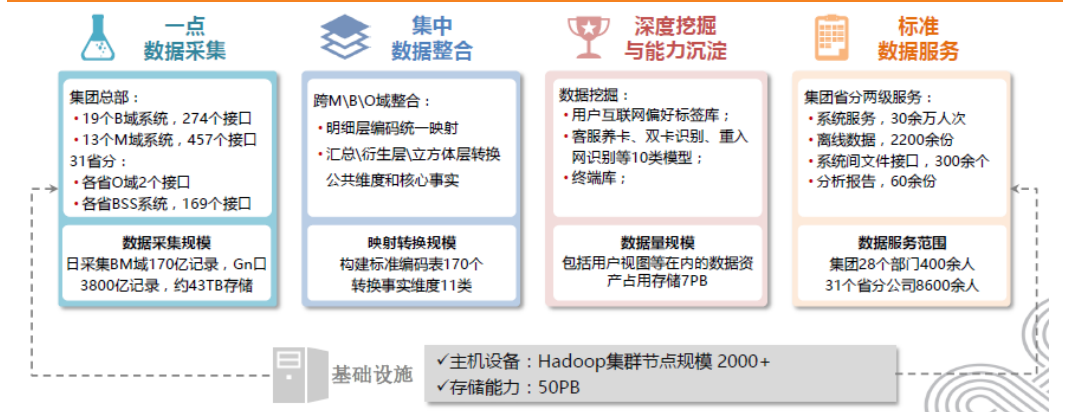 一点
数据采集
集团总部：
•19个B域系统，274个接口
•13个M域系统，457个接口
31省分：
•各省O域2个接口
•各省BSS系统，169个接口
数据采集规模
日采集BM域170亿记录，Gn口
3800亿记录，约43TB存储
集中
数据整合
跨M\B\O域整合：
•明细层编码统一映射
•汇总\衍生层\立方体层转换
公共维度和核心事实
映射转换规模
构建标准编码表170个
转换事实维度11类
深度挖掘
与能力沉淀
数据挖掘：
•用户互联网偏好标签库；
•客服养卡、双卡识别、重入
网识别等10类模型；
•终端库；
数据量规模
包括用户视图等在内的数据资
产占用存储7PB
标准
数据服务
集团省分两级服务：
•系统服务，30余万人次
•离线数据，2200余份
•系统间文件接口，300余个
•分析报告，60余份
数据服务范围
集团28个部门400余人
31个省分公司8600余人
基础设施
✓主机设备：Hadoop集群节点规模 2000+
✓存储能力：50PB